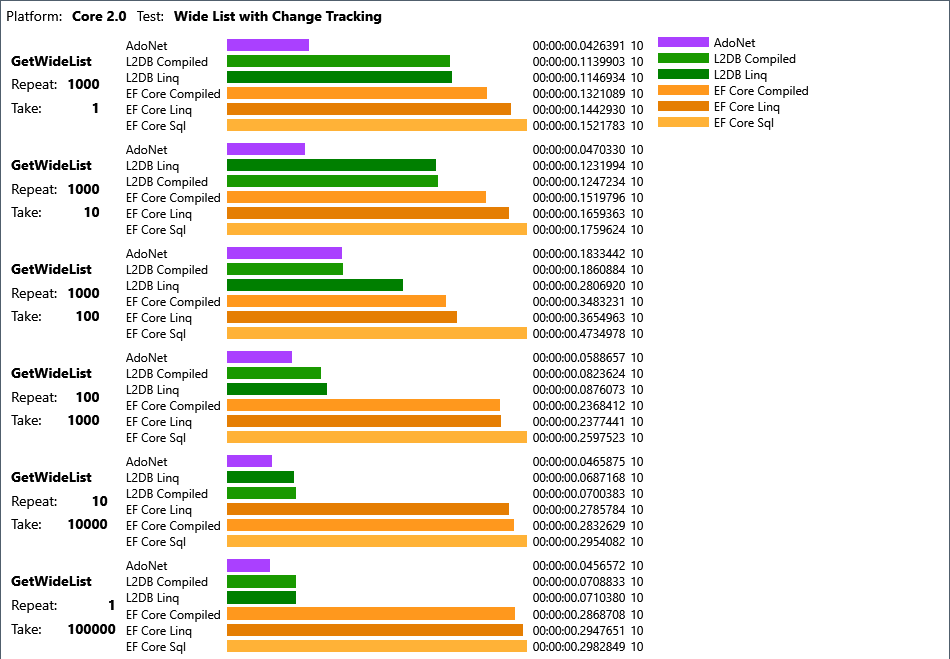 Platform: Core 2.0 Test: Wide List with Change Tracking
GetWideList
Repeat: 1000
Take: 1
AdoNet 00:00:00.0426391 10
L2DB Compiled 00:00:00.1139903 10
L2DB Linq 00:00:00.1146934 10
EF Core Compiled 00:00:00.1321089 10
EF Core Linq 00:00:00.1442930 10
EF Core Sql 00:00:00.1521783 10
AdoNet
L2DB Compiled
L2DB Linq
EF Core Compiled
EF Core Linq
EF Core Sql
GetWideList
Repeat: 1000
Take: 10
AdoNet 00:00:00.0470330 10
L2DB Linq 00:00:00.1231994 10
L2DB Compiled 00:00:00.1247234 10
EF Core Compiled 00:00:00.1519796 10
EF Core Linq 00:00:00.1659363 10
EF Core Sql 00:00:00.1759624 10
GetWideList
Repeat: 1000
Take: 100
AdoNet 00:00:00.1833442 10
L2DB Compiled 00:00:00.1860884 10
L2DB Linq 00:00:00.2806920 10
EF Core Compiled 00:00:00.3483231 10
EF Core Linq 00:00:00.3654963 10
EF Core Sql 00:00:00.4734978 10
GetWideList
Repeat: 100
Take: 1000
AdoNet 00:00:00.0588657 10
L2DB Compiled 00:00:00.0823624 10
L2DB Linq 00:00:00.0876073 10
EF Core Compiled 00:00:00.2368412 10
EF Core Linq 00:00:00.2377441 10
EF Core Sql 00:00:00.2597523 10
GetWideList
Repeat: 10
Take: 10000
AdoNet 00:00:00.0465875 10
L2DB Linq 00:00:00.0687168 10
L2DB Compiled 00:00:00.0700383 10
EF Core Linq 00:00:00.2785784 10
EF Core Compiled 00:00:00.2832629 10
EF Core Sql 00:00:00.2954082 10
GetWideList
Repeat: 1
Take: 100000
AdoNet 00:00:00.0456572 10
L2DB Compiled 00:00:00.0708833 10
L2DB Linq 00:00:00.0710380 10
EF Core Compiled 00:00:00.2868708 10
EF Core Linq 00:00:00.2947651 10
EF Core Sql 00:00:00.2982849 10